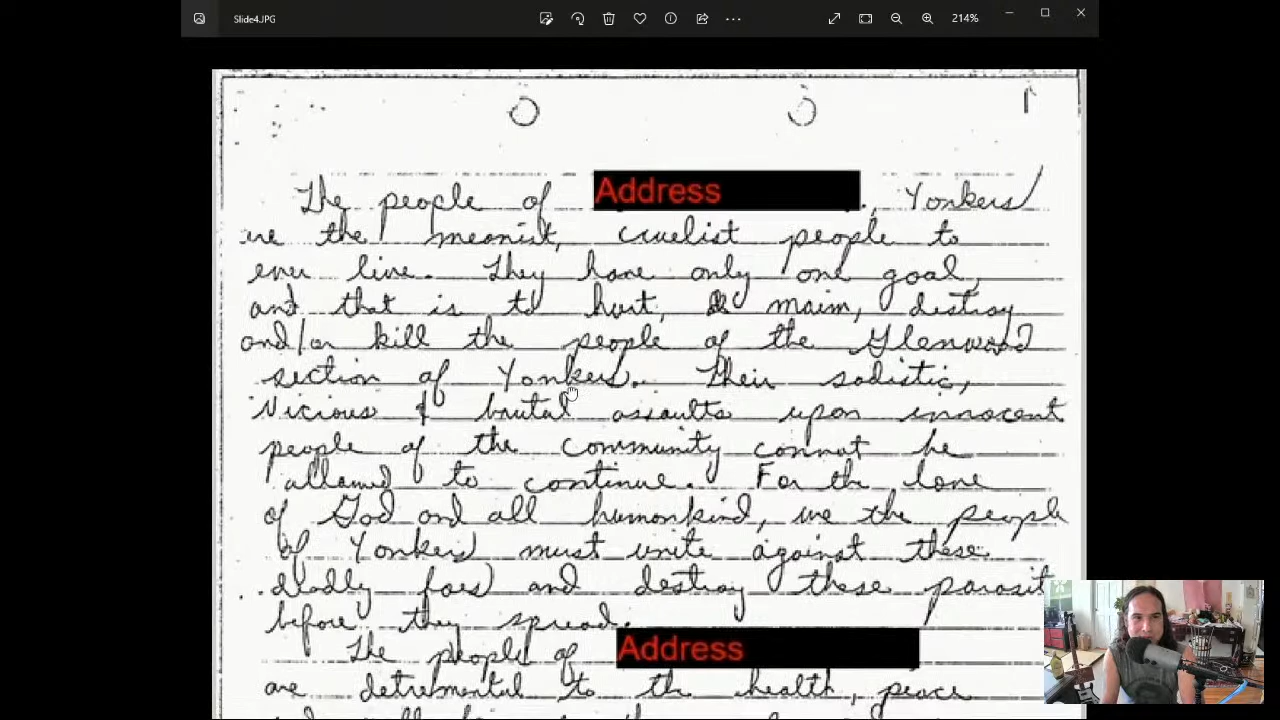 Slide4.JPG
214%
The people of Address, Yonkers
are the meanist, cruelist people to
ever live. They have only one goal,
and that is to hurt, maim, destroy
and/or kill the people of the Glenwood
section of Yonkers. Their sadistic,
vicious & brutal assaults upon innocent
people of the community cannot be
allowed to continue. For the love
of God and all humankind, we the people
of Yonkers must unite against these
deadly foes and destroy these parasit
before they spread.
The people of Address
are detremental to the health, peace